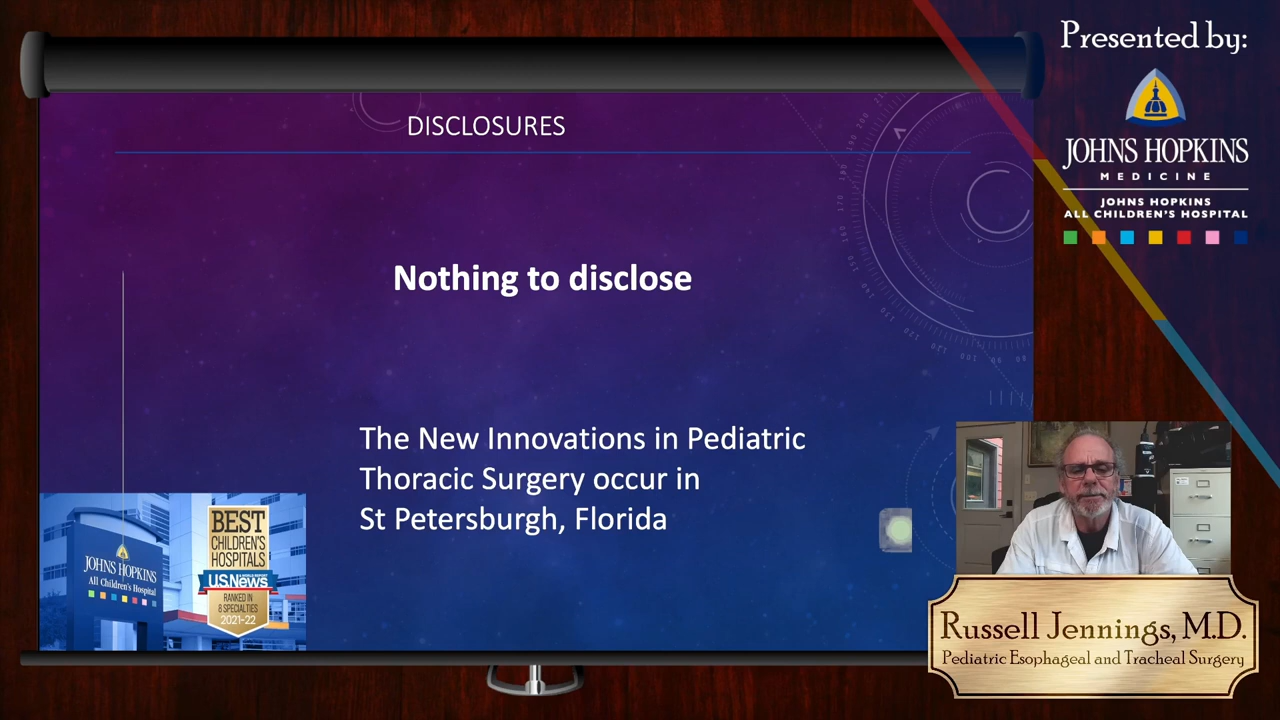 Presented by:
JOHNS HOPKINS
MEDICINE
JOHNS HOPKINS
ALL CHILDREN'S HOSPITAL
DISCLOSURES
Nothing to disclose
The New Innovations in Pediatric
Thoracic Surgery occur in
St Petersburgh, Florida
JOHNS HOPKINS
All Children's Hospital
BEST
CHILDREN'S
HOSPITALS
U.S.News
RANKED IN
8 SPECIALTIES
2021-22
Russell Jennings, M.D.
Pediatric Esophageal and Tracheal Surgery